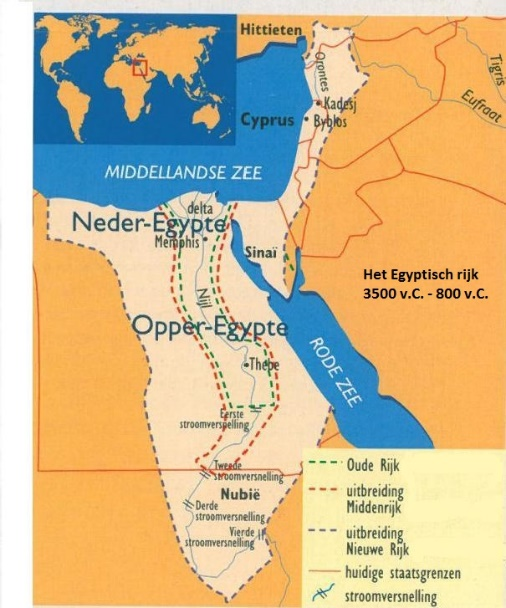 Hittieten
Orontes
Tigris
Kadesj
Eufraat
Cyprus
Byblos
MIDDELLANDSE ZEE
delta
Neder-Egypte
Memphis
Sinaï
Het Egyptisch rijk
3500 v.C. - 800 v.C.
Nijl
Opper-Egypte
RODE ZEE
Thebe
Eerste
stroomversnelling
Tweede
stroomversnelling
Nubië
Derde
stroomversnelling
Vierde
stroomversnelling
Oude Rijk
uitbreiding
Middenrijk
uitbreiding
Nieuwe Rijk
huidige staatsgrenzen
stroomversnelling